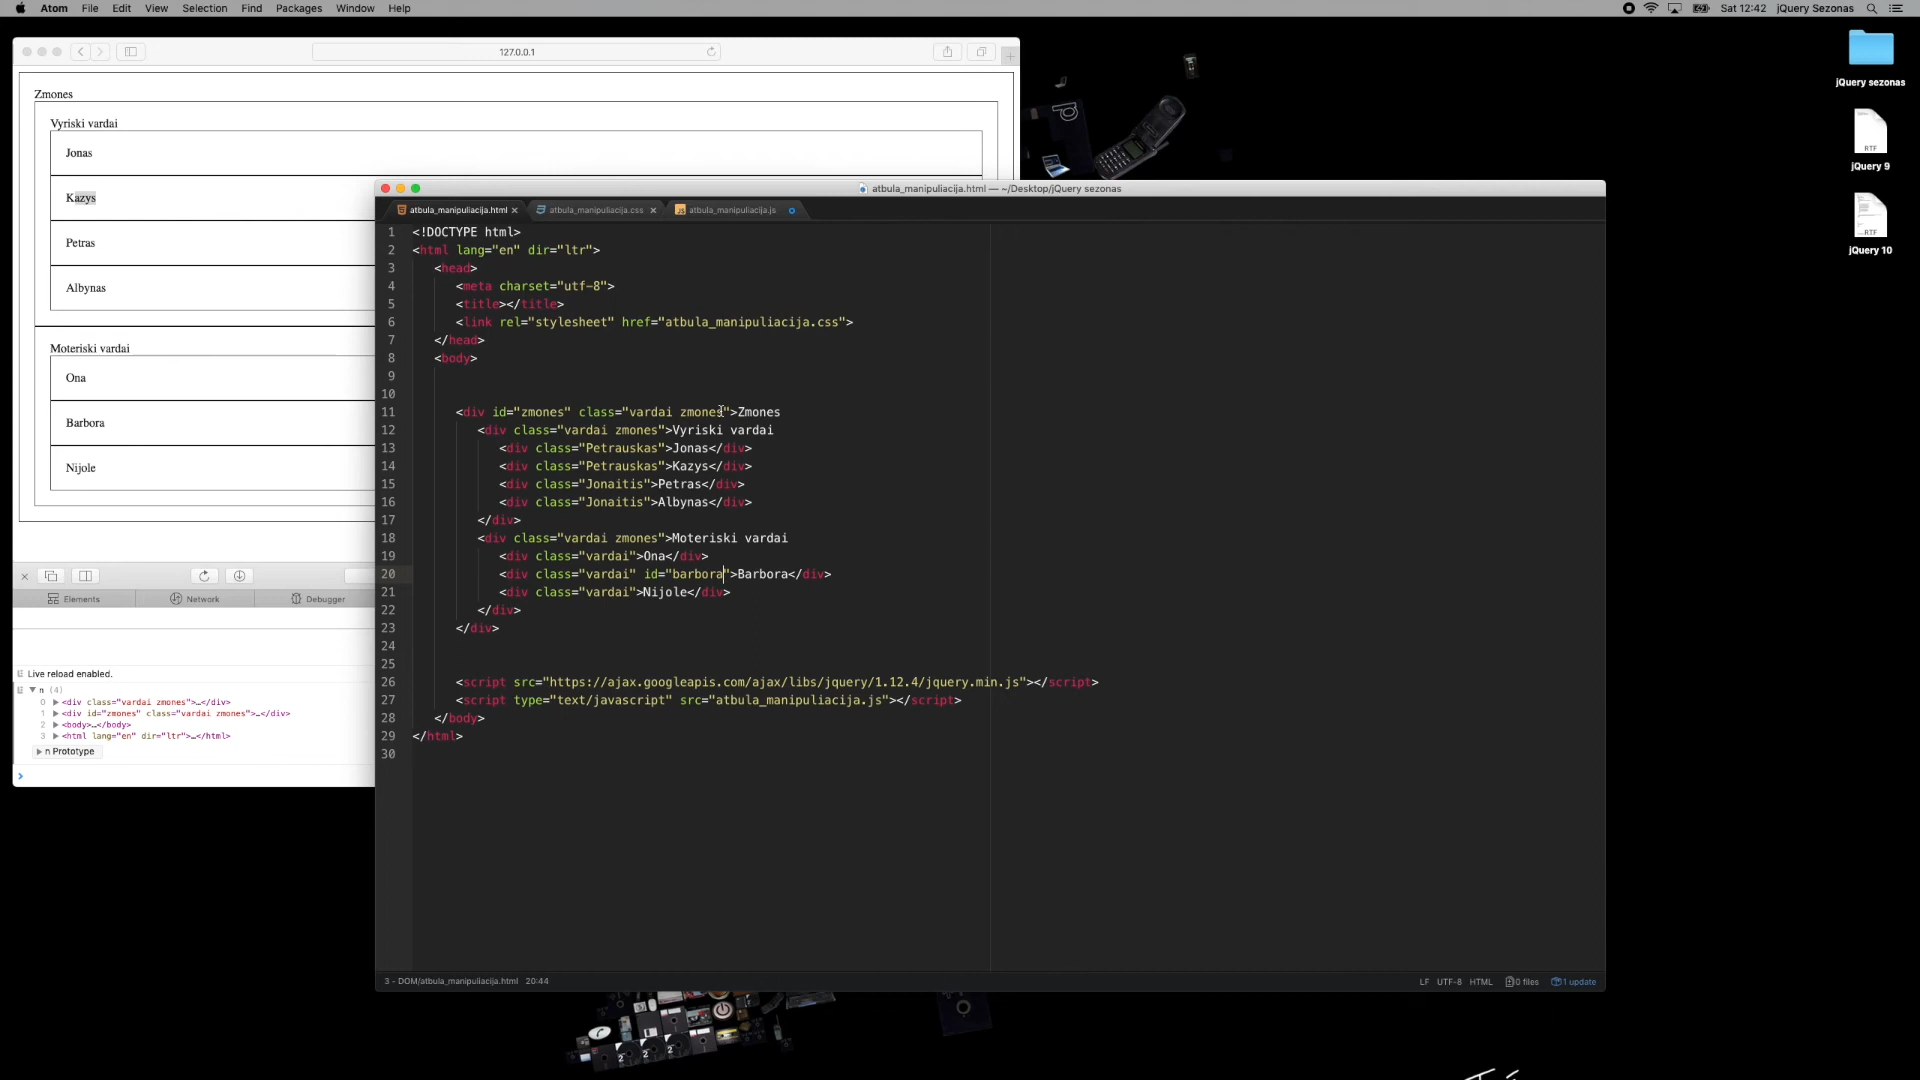 Atom File Edit View Selection Find Packages Window Help
Sat 12:42 jQuery Sezonas
127.0.0.1
jQuery sezonas
RTF
jQuery 9
RTF
jQuery 10
Zmones
Vyriski vardai
Jonas
Kazys
Petras
Albynas
Moteriski vardai
Ona
Barbora
Nijole
Elements Network Debugger
Live reload enabled.
n (4)
0 <div class="vardai zmones">…</div>
1 <div id="zmones" class="vardai zmones">…</div>
2 <body>…</body>
3 <html lang="en" dir="ltr">…</html>
n Prototype
atbula_manipuliacija.html — ~/Desktop/jQuery sezonas
atbula_manipuliacija.html atbula_manipuliacija.css atbula_manipuliacija.js
1 <!DOCTYPE html>
2 <html lang="en" dir="ltr">
3 <head>
4 <meta charset="utf-8">
5 <title></title>
6 <link rel="stylesheet" href="atbula_manipuliacija.css">
7 </head>
8 <body>
9
10
11 <div id="zmones" class="vardai zmones">Zmones
12 <div class="vardai zmones">Vyriski vardai
13 <div class="Petrauskas">Jonas</div>
14 <div class="Petrauskas">Kazys</div>
15 <div class="Jonaitis">Petras</div>
16 <div class="Jonaitis">Albynas</div>
17 </div>
18 <div class="vardai zmones">Moteriski vardai
19 <div class="vardai">Ona</div>
20 <div class="vardai" id="barbora">Barbora</div>
21 <div class="vardai">Nijole</div>
22 </div>
23 </div>
24
25
26 <script src="https://ajax.googleapis.com/ajax/libs/jquery/1.12.4/jquery.min.js"></script>
27 <script type="text/javascript" src="atbula_manipuliacija.js"></script>
28 </body>
29 </html>
30
3 - DOM/atbula_manipuliacija.html 20:44
LF UTF-8 HTML 0 files 1 update